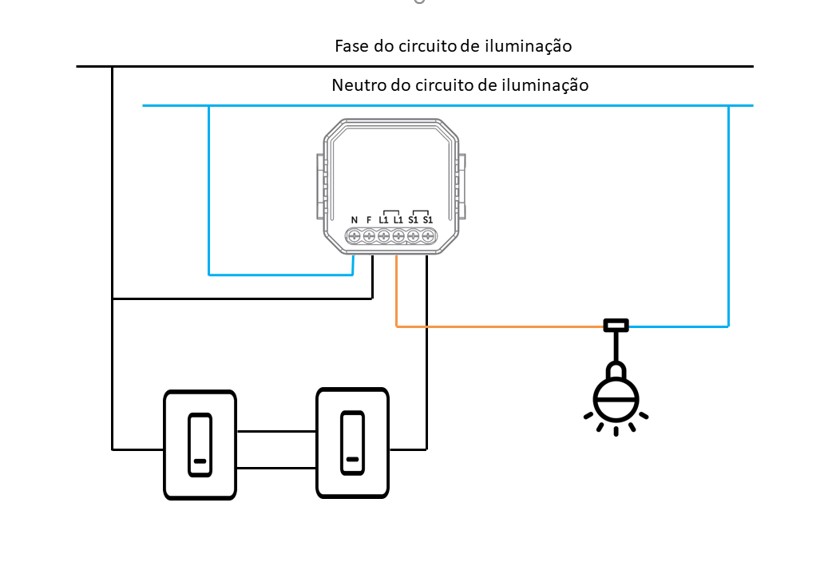 Fase do circuito de iluminação
Neutro do circuito de iluminação
N F L1 L1 S1 S1